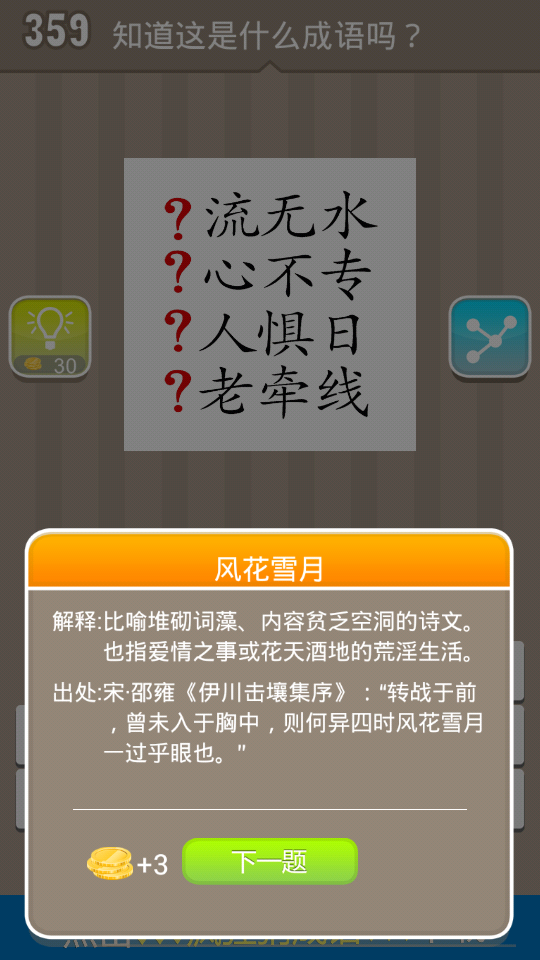 359 知道这是什么成语吗？
?流无水
?心不专
?人惧日
?老牵线
30
风花雪月
解释:比喻堆砌词藻、内容贫乏空洞的诗文。
也指爱情之事或花天酒地的荒淫生活。
出处:宋·邵雍《伊川击壤集序》：“转战于前
，曾未入于胸中，则何异四时风花雪月
一过乎眼也。”
+3 下一题